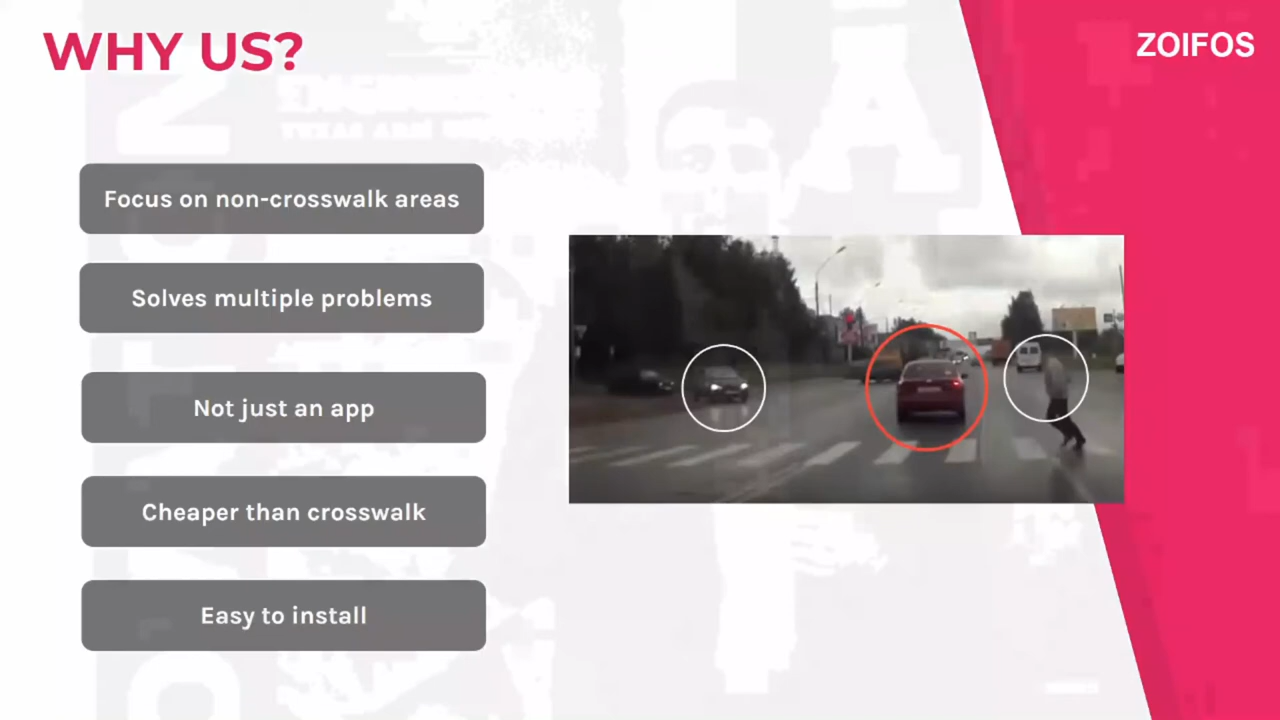 WHY US?
ZOIFOS
Focus on non-crosswalk areas
Solves multiple problems
Not just an app
Cheaper than crosswalk
Easy to install